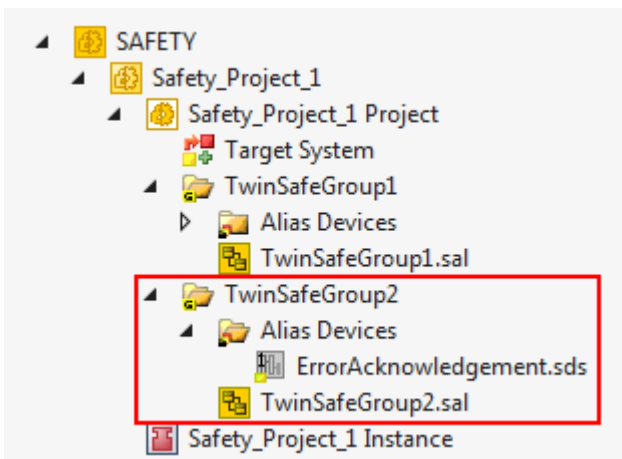 SAFETY
Safety_Project_1
Safety_Project_1 Project
Target System
TwinSafeGroup1
Alias Devices
TwinSafeGroup1.sal
TwinSafeGroup2
Alias Devices
ErrorAcknowledgement.sds
TwinSafeGroup2.sal
Safety_Project_1 Instance